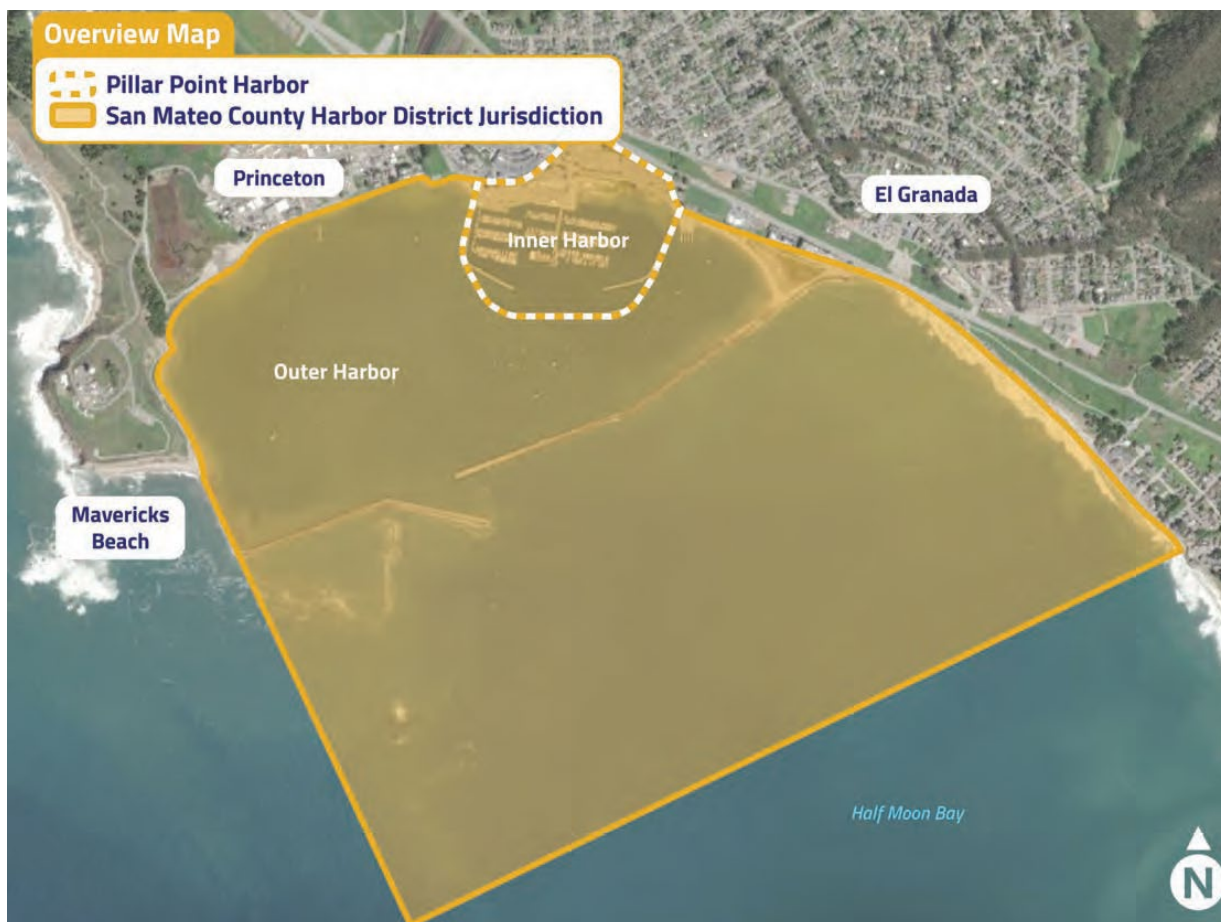 Overview Map
Pillar Point Harbor
San Mateo County Harbor District Jurisdiction
Princeton
El Granada
Inner Harbor
Outer Harbor
Mavericks
Beach
Half Moon Bay
N